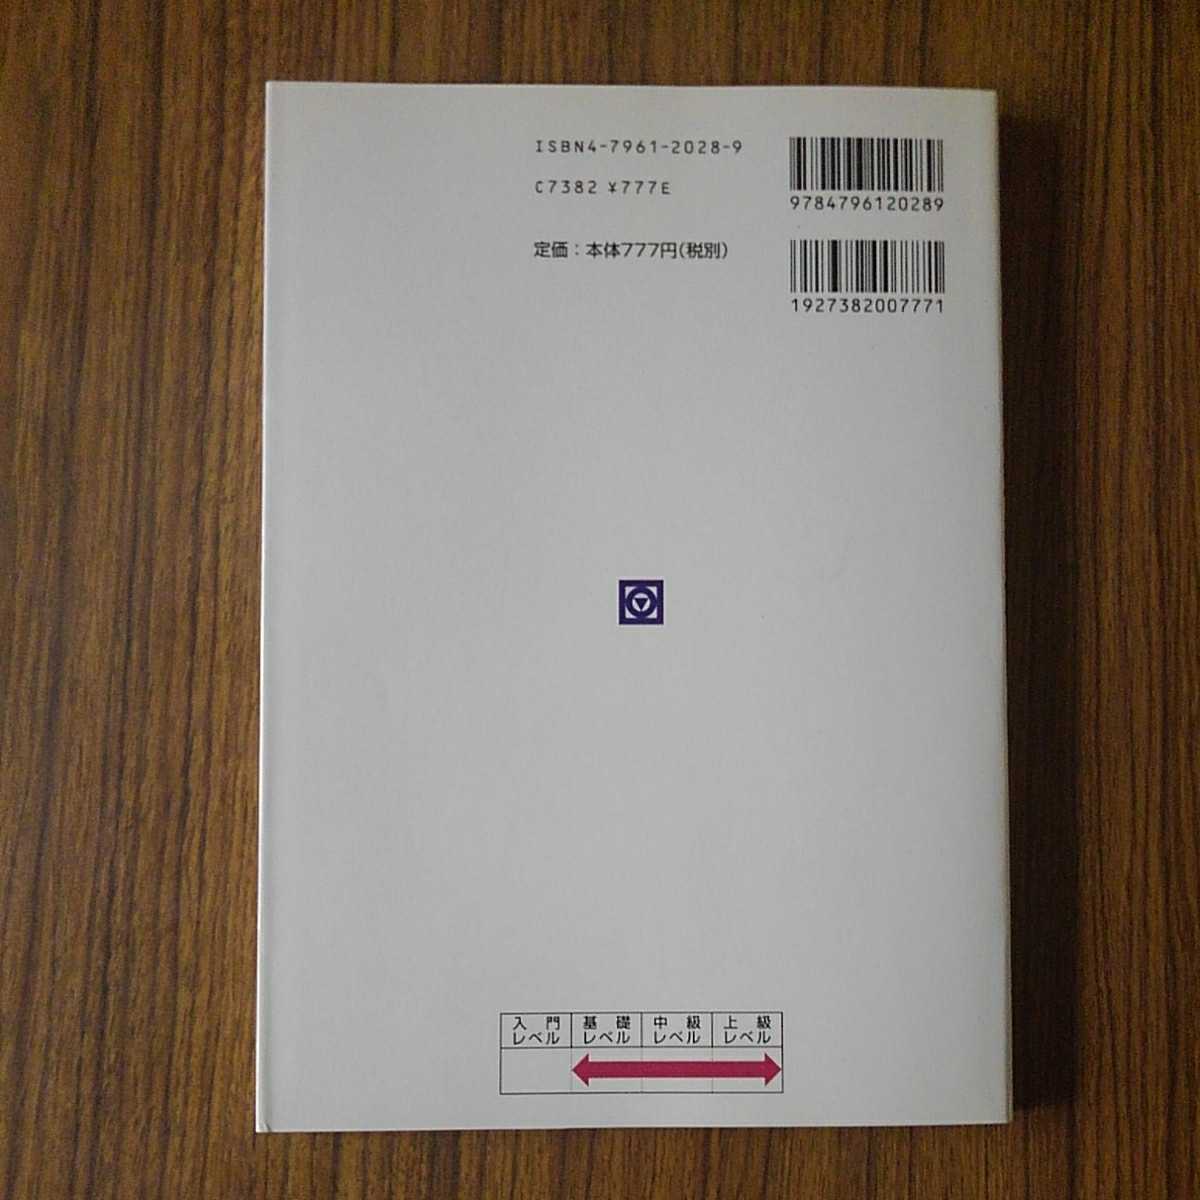 ISBN4-7961-2028-9
C7382 ¥777E
定価：本体777円(税別)
9784796120289
1927382007771
入門レベル
基礎レベル
中級レベル
上級レベル